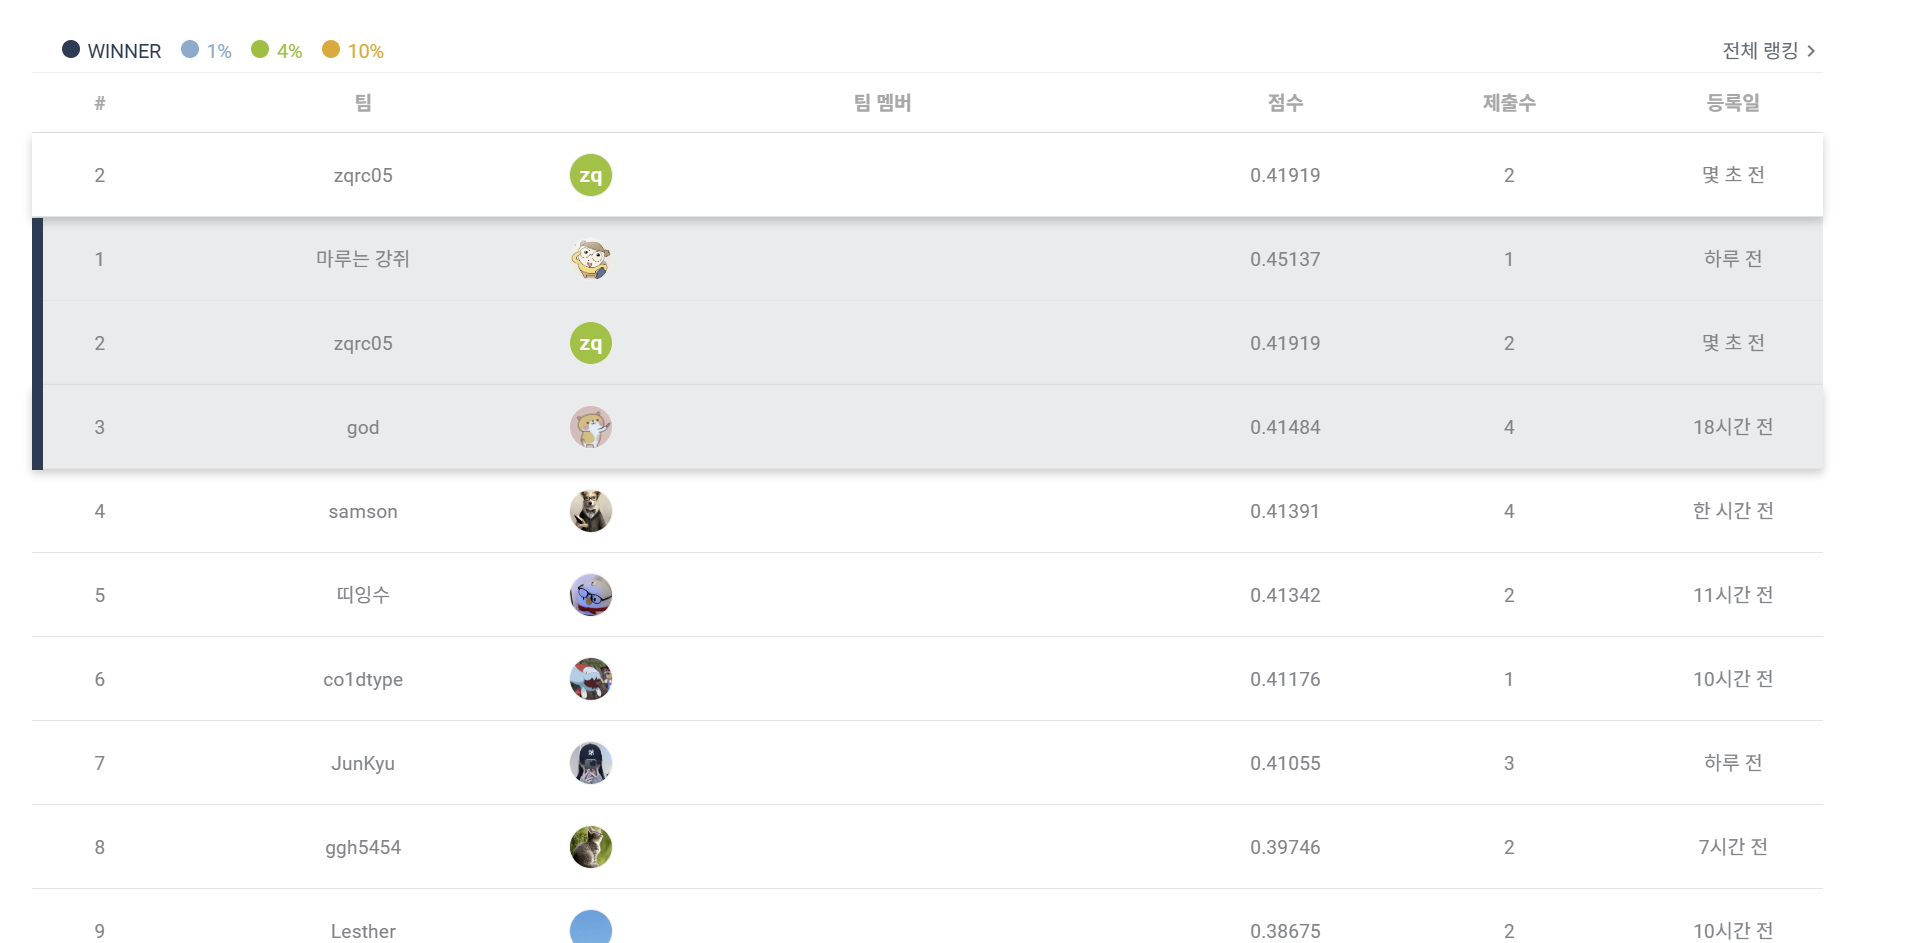 WINNER 1% 4% 10% 전체 랭킹
# 팀 팀 멤버 점수 제출수 등록일
2 zqrc05 zq 0.41919 2 몇 초 전
1 마루는 강쥐 0.45137 1 하루 전
2 zqrc05 zq 0.41919 2 몇 초 전
3 god 0.41484 4 18시간 전
4 samson 0.41391 4 한 시간 전
5 띠잉수 0.41342 2 11시간 전
6 co1dtype 0.41176 1 10시간 전
7 JunKyu 0.41055 3 하루 전
8 ggh5454 0.39746 2 7시간 전
9 Lesther 0.38675 2 10시간 전